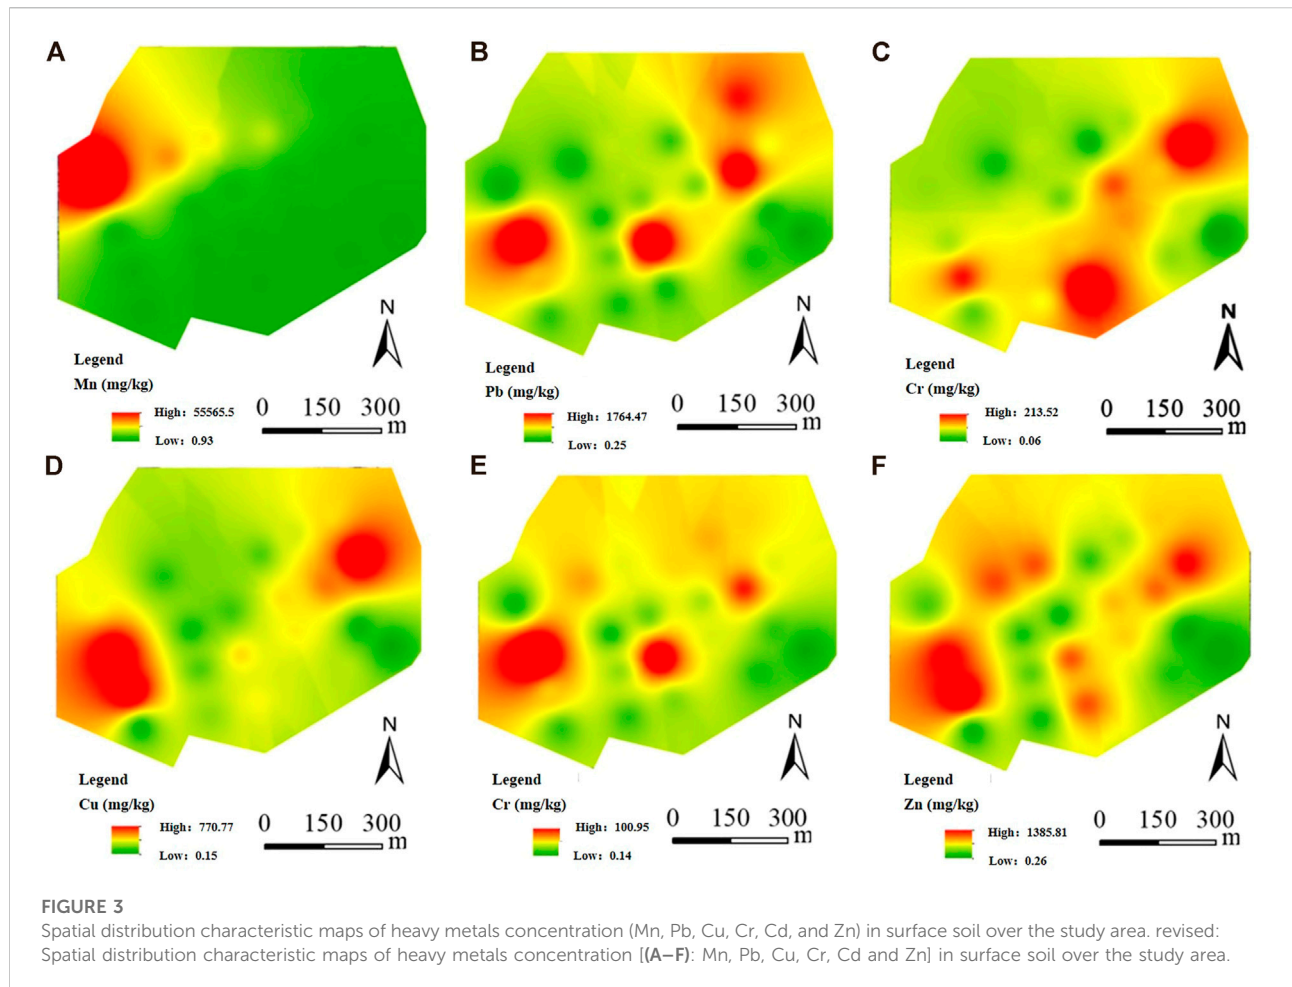 A
B
C
N
N
N
Legend
Mn (mg/kg)
High: 55565.5
Low: 0.93
0 150 300
m
Legend
Pb (mg/kg)
High: 1764.47
Low: 0.25
0 150 300
m
Legend
Cr (mg/kg)
High: 213.52
Low: 0.06
0 150 300
m
D
E
F
N
N
N
Legend
Cu (mg/kg)
High: 770.77
Low: 0.15
0 150 300
m
Legend
Cr (mg/kg)
High: 100.95
Low: 0.14
0 150 300
m
Legend
Zn (mg/kg)
High: 1385.81
Low: 0.26
0 150 300
m
FIGURE 3
Spatial distribution characteristic maps of heavy metals concentration (Mn, Pb, Cu, Cr, Cd, and Zn) in surface soil over the study area. revised:
Spatial distribution characteristic maps of heavy metals concentration [(A–F): Mn, Pb, Cu, Cr, Cd and Zn] in surface soil over the study area.